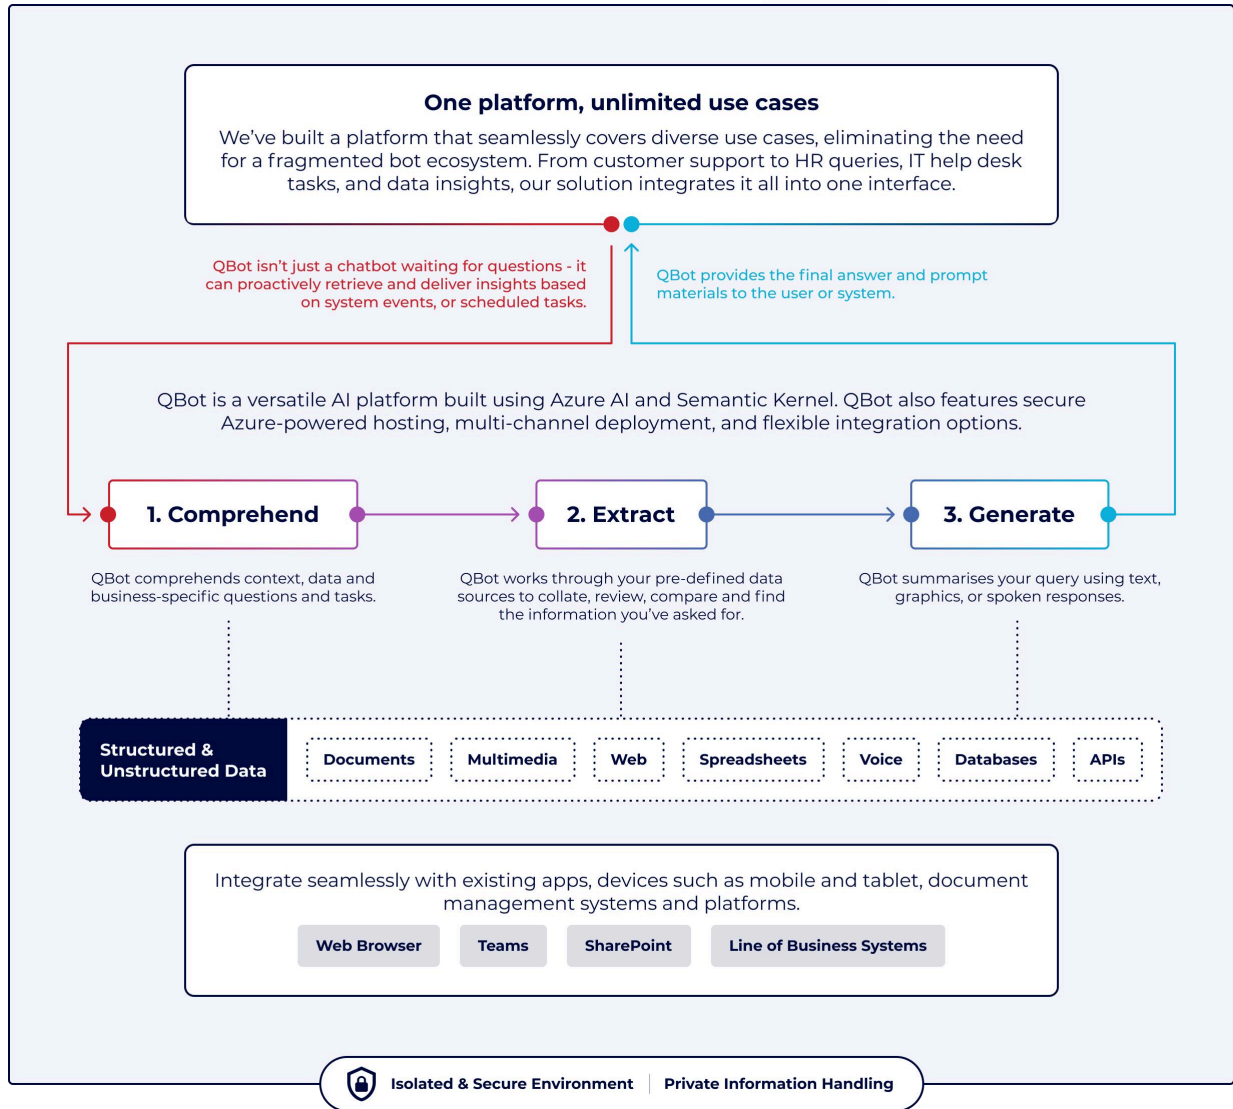 One platform, unlimited use cases
We’ve built a platform that seamlessly covers diverse use cases, eliminating the need
for a fragmented bot ecosystem. From customer support to HR queries, IT help desk
tasks, and data insights, our solution integrates it all into one interface.
QBot isn’t just a chatbot waiting for questions - it
can proactively retrieve and deliver insights based
on system events, or scheduled tasks.
QBot provides the final answer and prompt
materials to the user or system.
QBot is a versatile AI platform built using Azure AI and Semantic Kernel. QBot also features secure
Azure-powered hosting, multi-channel deployment, and flexible integration options.
1. Comprehend
2. Extract
3. Generate
QBot comprehends context, data and
business-specific questions and tasks.
QBot works through your pre-defined data
sources to collate, review, compare and find
the information you’ve asked for.
QBot summarises your query using text,
graphics, or spoken responses.
Structured &
Unstructured Data
Documents
Multimedia
Web
Spreadsheets
Voice
Databases
APIs
Integrate seamlessly with existing apps, devices such as mobile and tablet, document
management systems and platforms.
Web Browser
Teams
SharePoint
Line of Business Systems
Isolated & Secure Environment
Private Information Handling